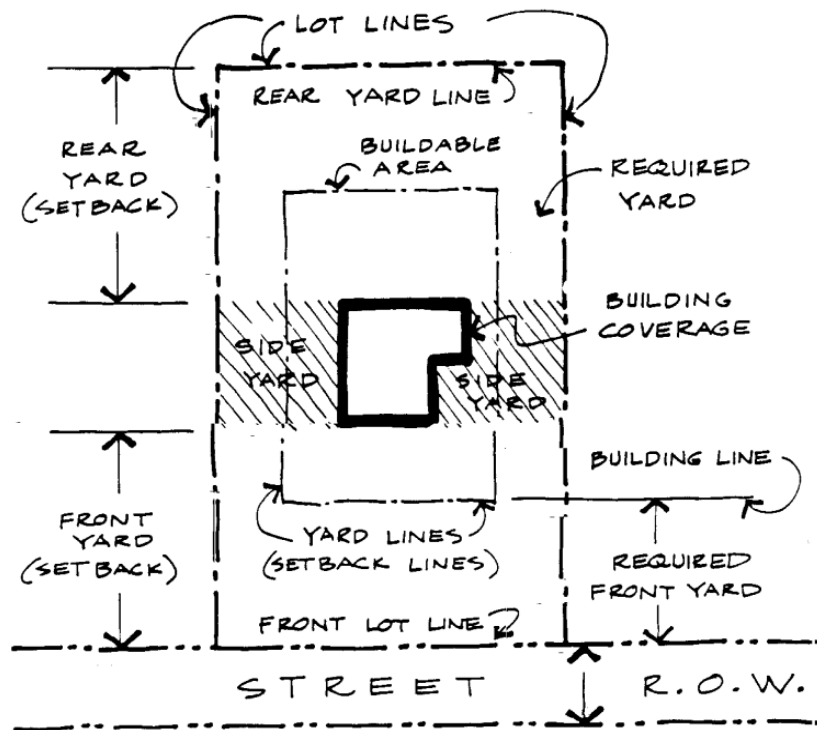 LOT LINES
REAR YARD LINE
BUILDABLE
AREA
REAR
YARD
(SETBACK)
REQUIRED
YARD
BUILDING
COVERAGE
SIDE
YARD
SIDE
YARD
BUILDING LINE
FRONT
YARD
(SETBACK)
YARD LINES
(SETBACK LINES)
REQUIRED
FRONT YARD
FRONT LOT LINE
STREET R.O.W.